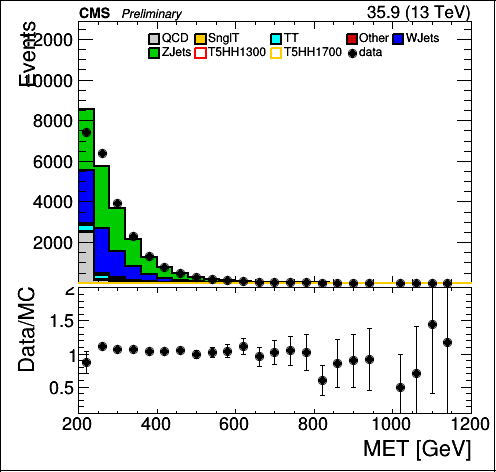 CMS Preliminary 35.9 (13 TeV)
QCD SnglT TT Other WJets
ZJets T5HH1300 T5HH1700 data
Events
12000
10000
8000
6000
4000
2000
200
Data/MC
2
1.5
1
0.5
200 400 600 800 1000 1200
MET [GeV]